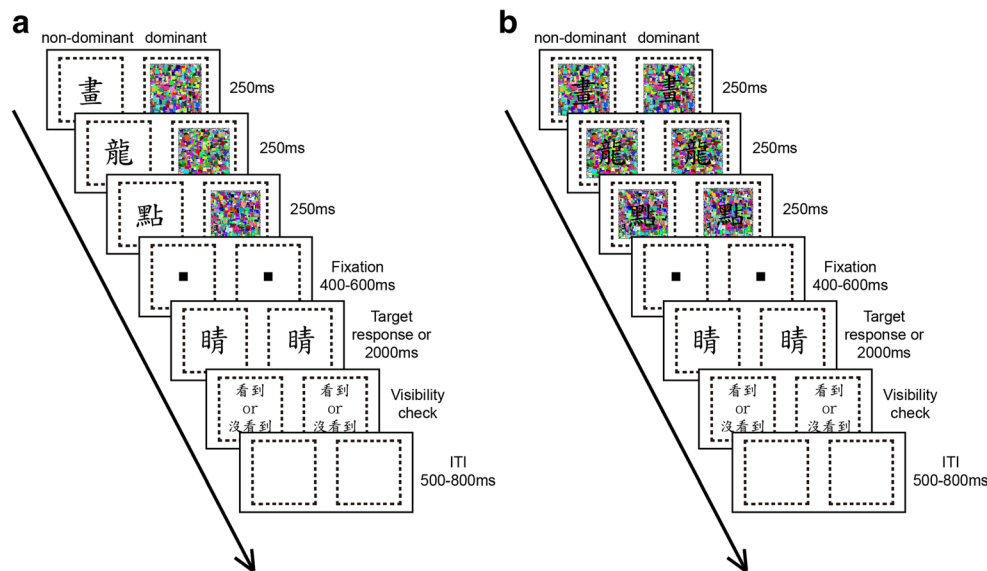 a
non-dominant dominant
畫
250ms
龍
250ms
點
250ms
Fixation
400-600ms
睛 睛
Target
response or
2000ms
看到 看到
or or
沒看到 沒看到
Visibility
check
ITI
500-800ms
b
non-dominant dominant
畫 畫
250ms
龍 龍
250ms
點 點
250ms
Fixation
400-600ms
睛 睛
Target
response or
2000ms
看到 看到
or or
沒看到 沒看到
Visibility
check
ITI
500-800ms